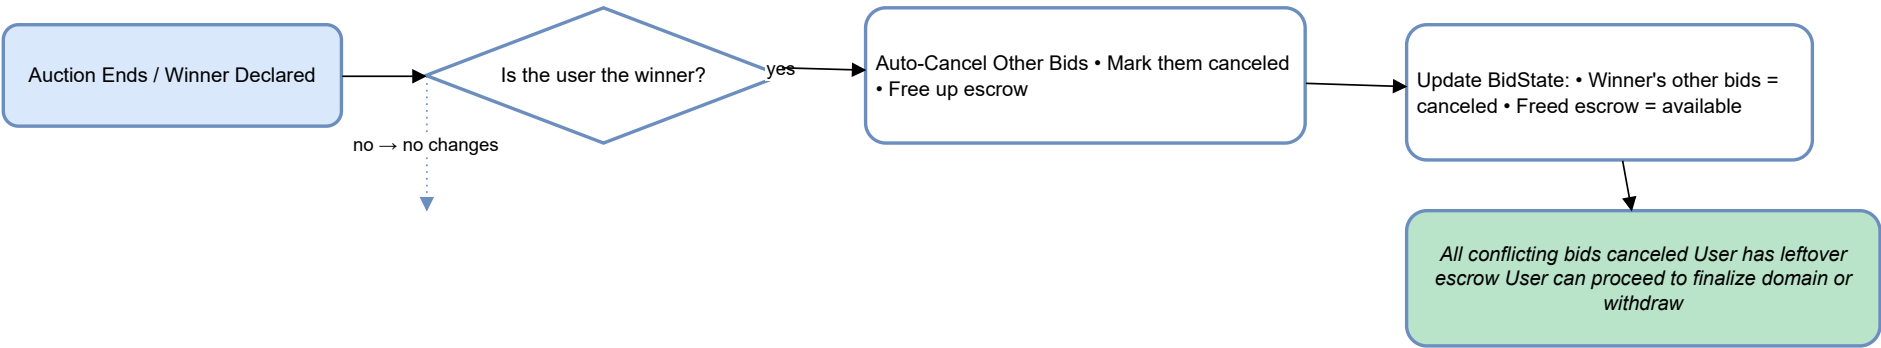 Auction Ends / Winner Declared
Is the user the winner?
yes
no → no changes
Auto-Cancel Other Bids • Mark them canceled
• Free up escrow
Update BidState: • Winner's other bids =
canceled • Freed escrow = available
All conflicting bids canceled User has leftover
escrow User can proceed to finalize domain or
withdraw